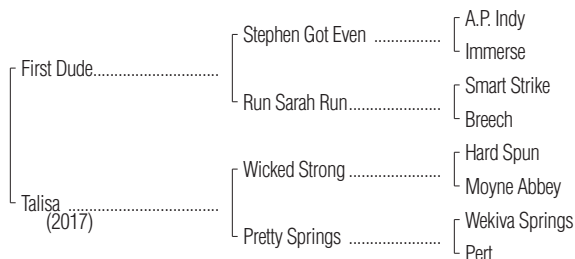 A.P. Indy
Stephen Got Even ..................
Immerse
First Dude.............................
Smart Strike
Run Sarah Run.....................
Breech
Hard Spun
Wicked Strong .....................
Moyne Abbey
Talisa ..................................
(2017)
Wekiva Springs
Pretty Springs .....................
Pert